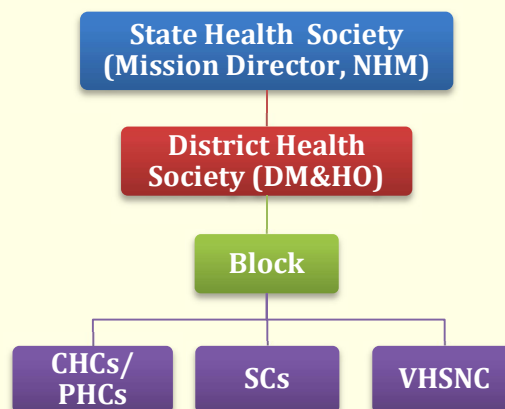 State Health Society
(Mission Director, NHM)
District Health
Society (DM&HO)
Block
CHCs/
PHCs
SCs
VHSNC